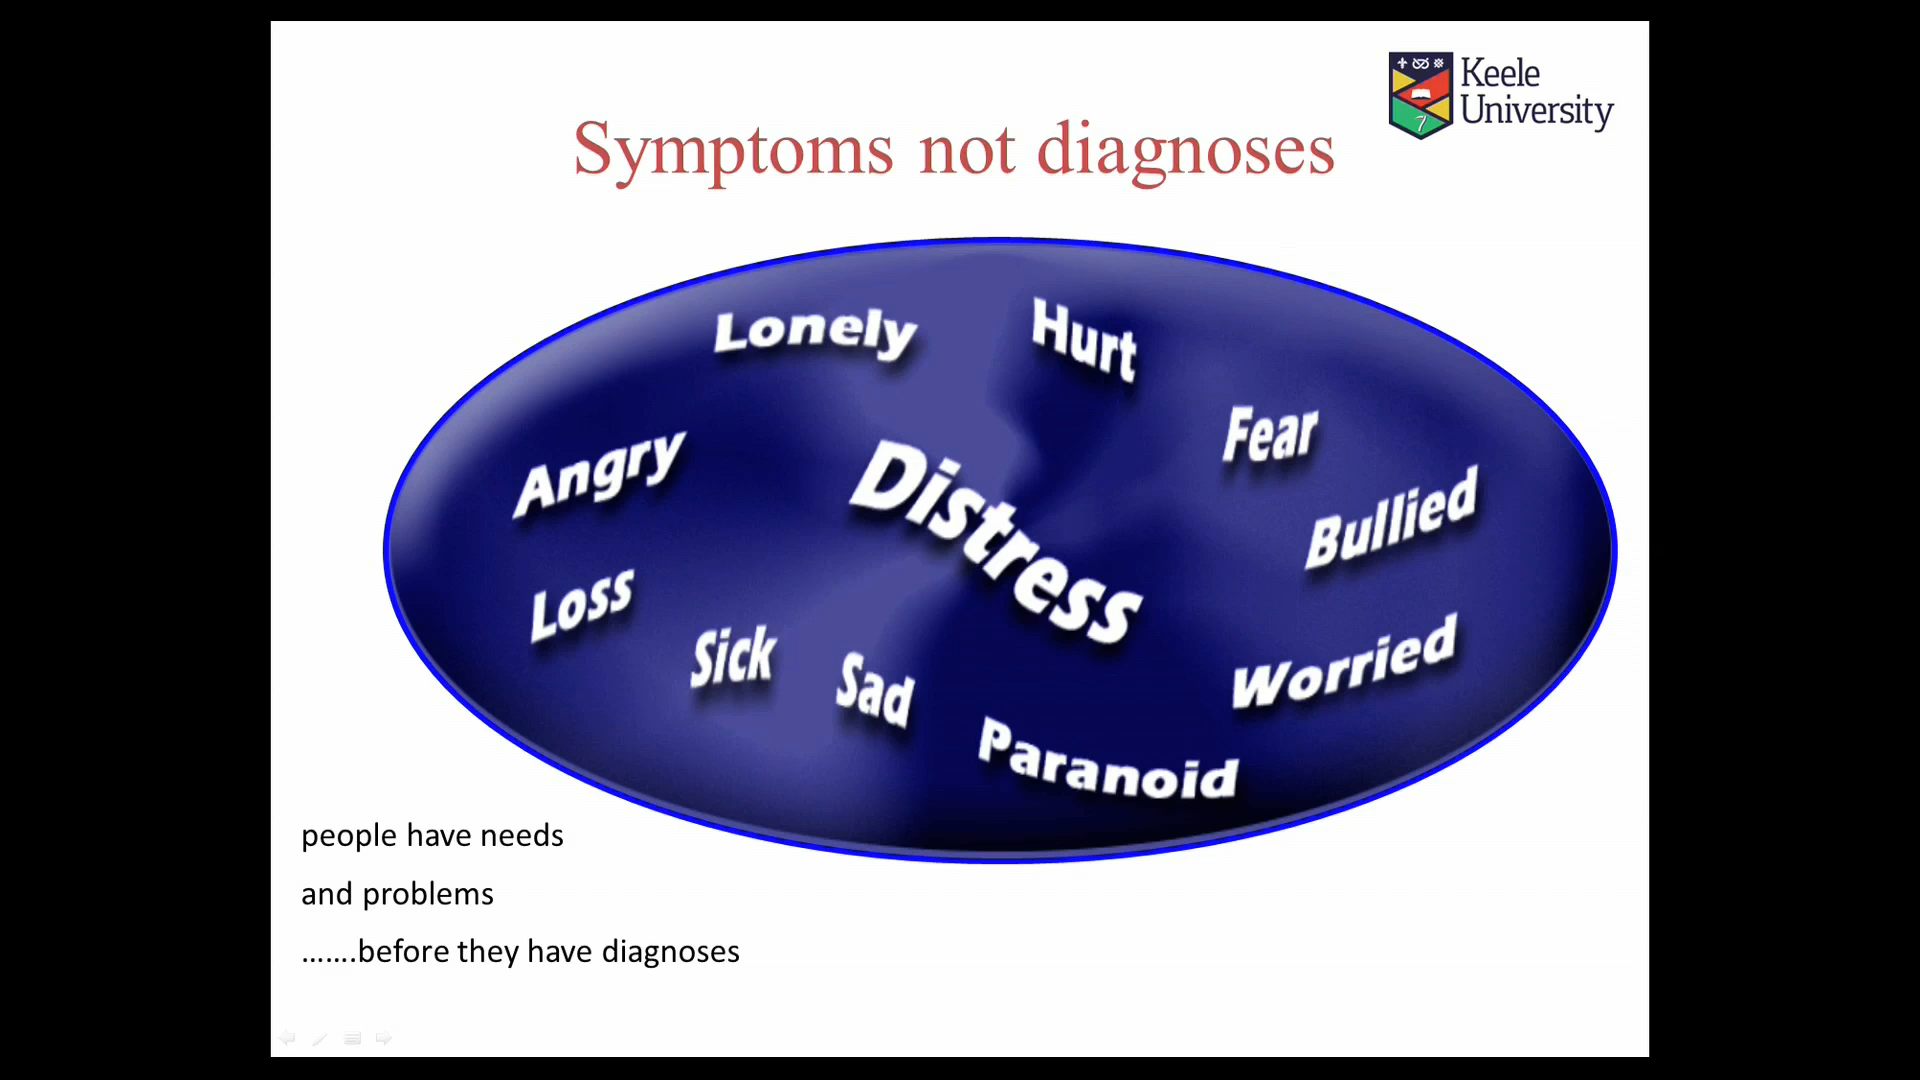 Keele
University
Symptoms not diagnoses
Lonely
Hurt
Fear
Angry
Distress
Bullied
Loss
Sick
Sad
Worried
Paranoid
people have needs
and problems
…….before they have diagnoses